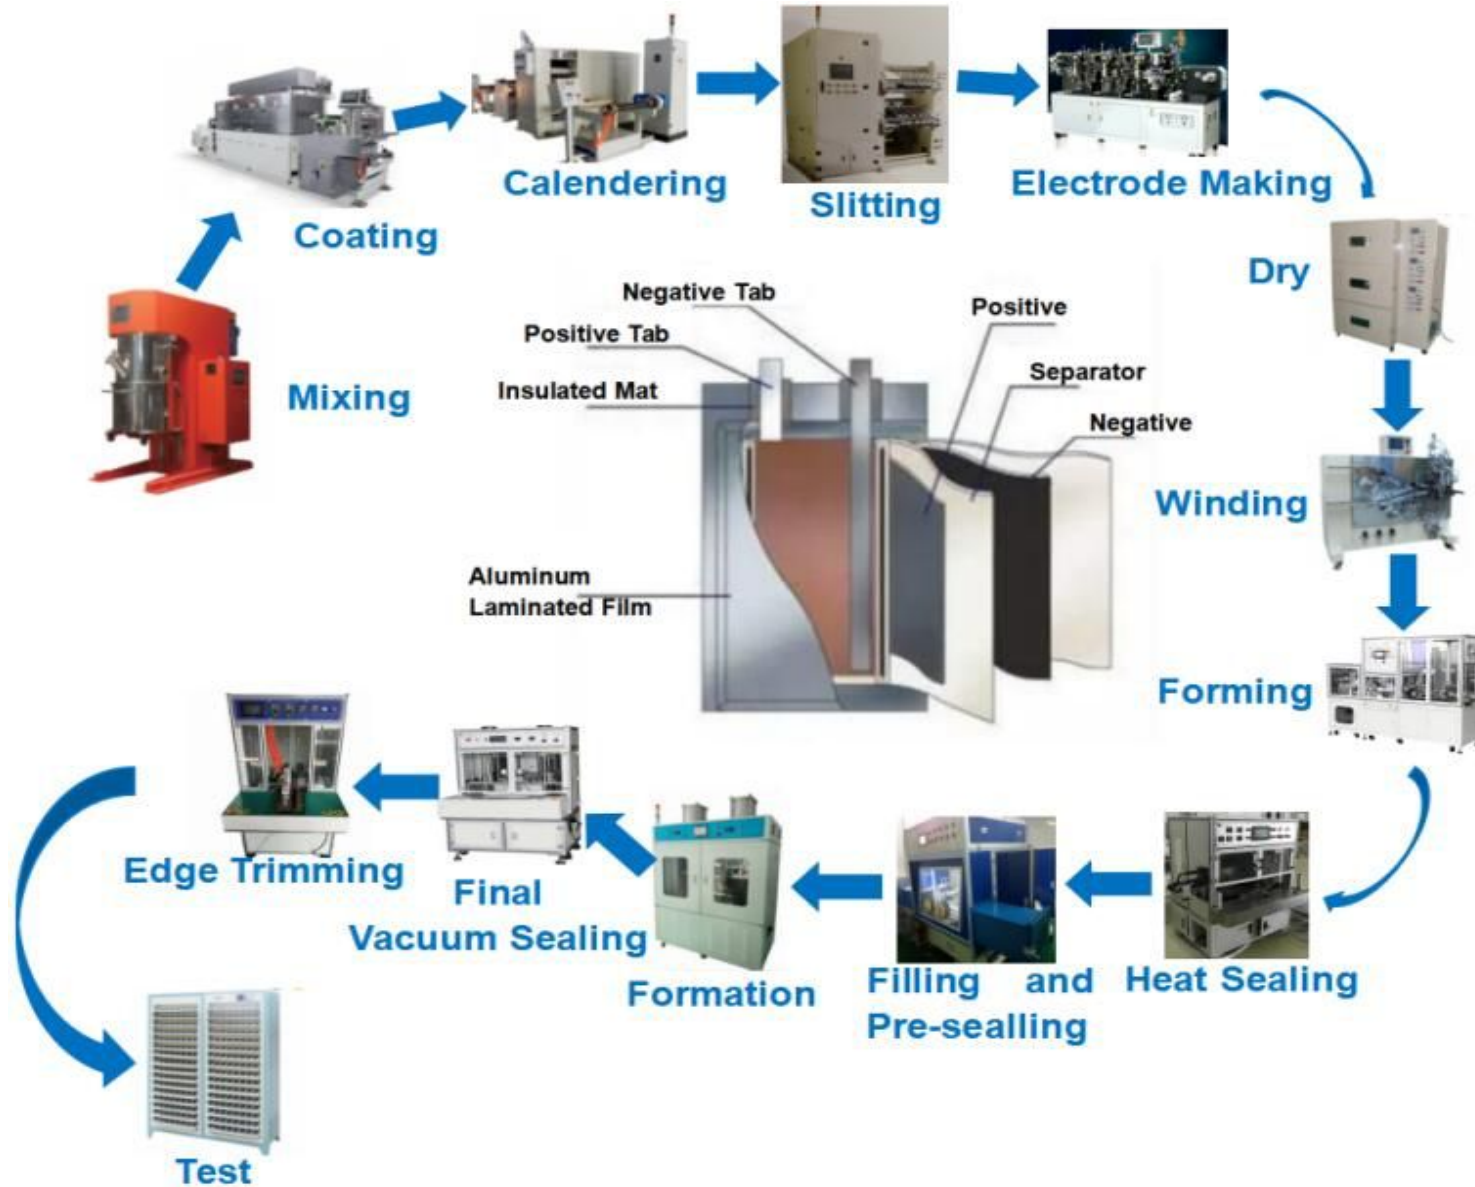 Calendering
Slitting
Electrode Making
Coating
Dry
Mixing
Negative Tab
Positive Tab
Insulated Mat
Positive
Separator
Negative
Aluminum
Laminated Film
Winding
Forming
Heat Sealing
Filling and
Pre-sealling
Formation
Final
Vacuum Sealing
Edge Trimming
Test